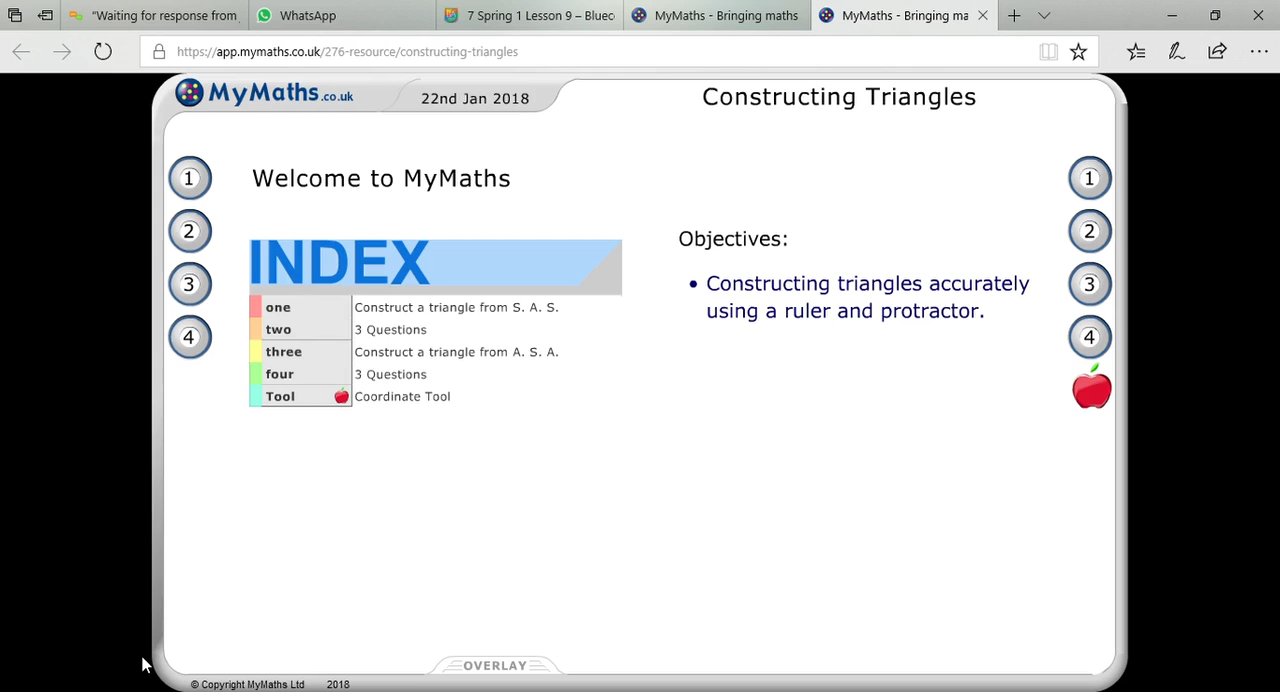 "Waiting for response from
WhatsApp
7 Spring 1 Lesson 9 – Bluec
MyMaths - Bringing maths
MyMaths - Bringing ma
https://app.mymaths.co.uk/276-resource/constructing-triangles
MyMaths.co.uk
22nd Jan 2018
Constructing Triangles
1
2
3
4
Welcome to MyMaths
INDEX
one Construct a triangle from S. A. S.
two 3 Questions
three Construct a triangle from A. S. A.
four 3 Questions
Tool Coordinate Tool
Objectives:
• Constructing triangles accurately
using a ruler and protractor.
1
2
3
4
OVERLAY
© Copyright MyMaths Ltd 2018